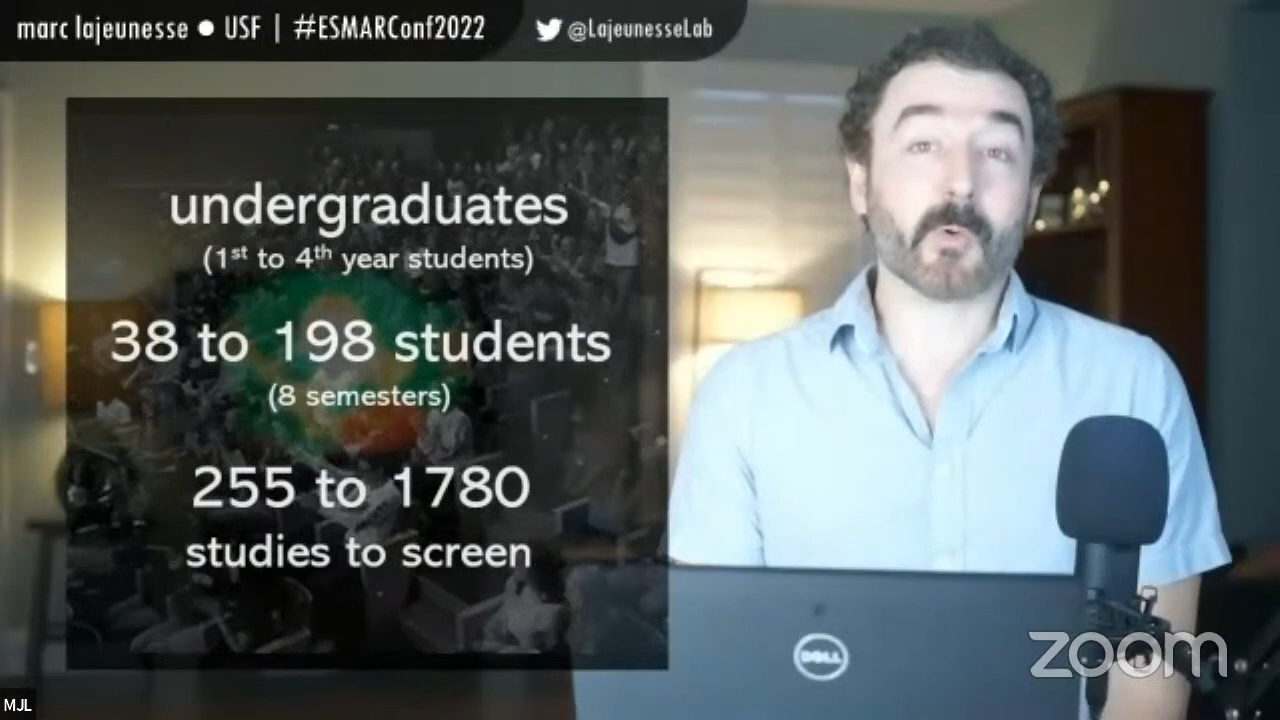 marc lajeunesse ● USF | #ESMARConf2022 @LajeunesseLab
undergraduates
(1st to 4th year students)
38 to 198 students
(8 semesters)
255 to 1780
studies to screen
DELL
zoom
MJL